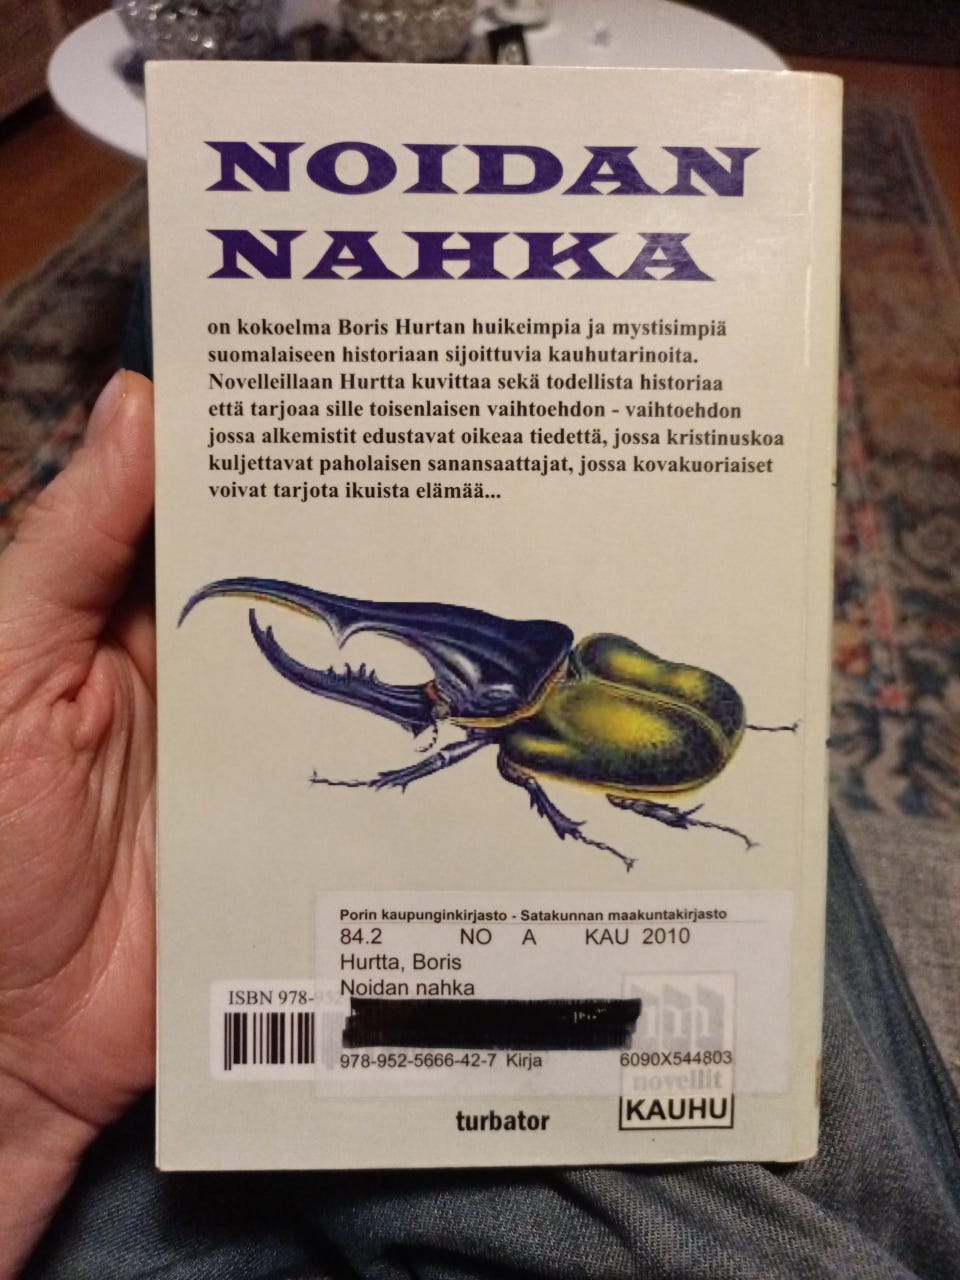 NOIDAN
NAHKA
on kokoelma Boris Hurtan huikeimpia ja mystisimpiä
suomalaiseen historiaan sijoittuvia kauhutarinoita.
Novelleillaan Hurtta kuvittaa sekä todellista historiaa
että tarjoaa sille toisenlaisen vaihtoehdon - vaihtoehdon
jossa alkemistit edustavat oikeaa tiedettä, jossa kristinuskoa
kuljettavat paholaisen sanansaattajat, jossa kovakuoriaiset
voivat tarjota ikuista elämää...
Porin kaupunginkirjasto - Satakunnan maakuntakirjasto
84.2 NO A KAU 2010
Hurtta, Boris
Noidan nahka
ISBN 978-952
978-952-5666-42-7 Kirja 6090X544803
novellit
KAUHU
turbator